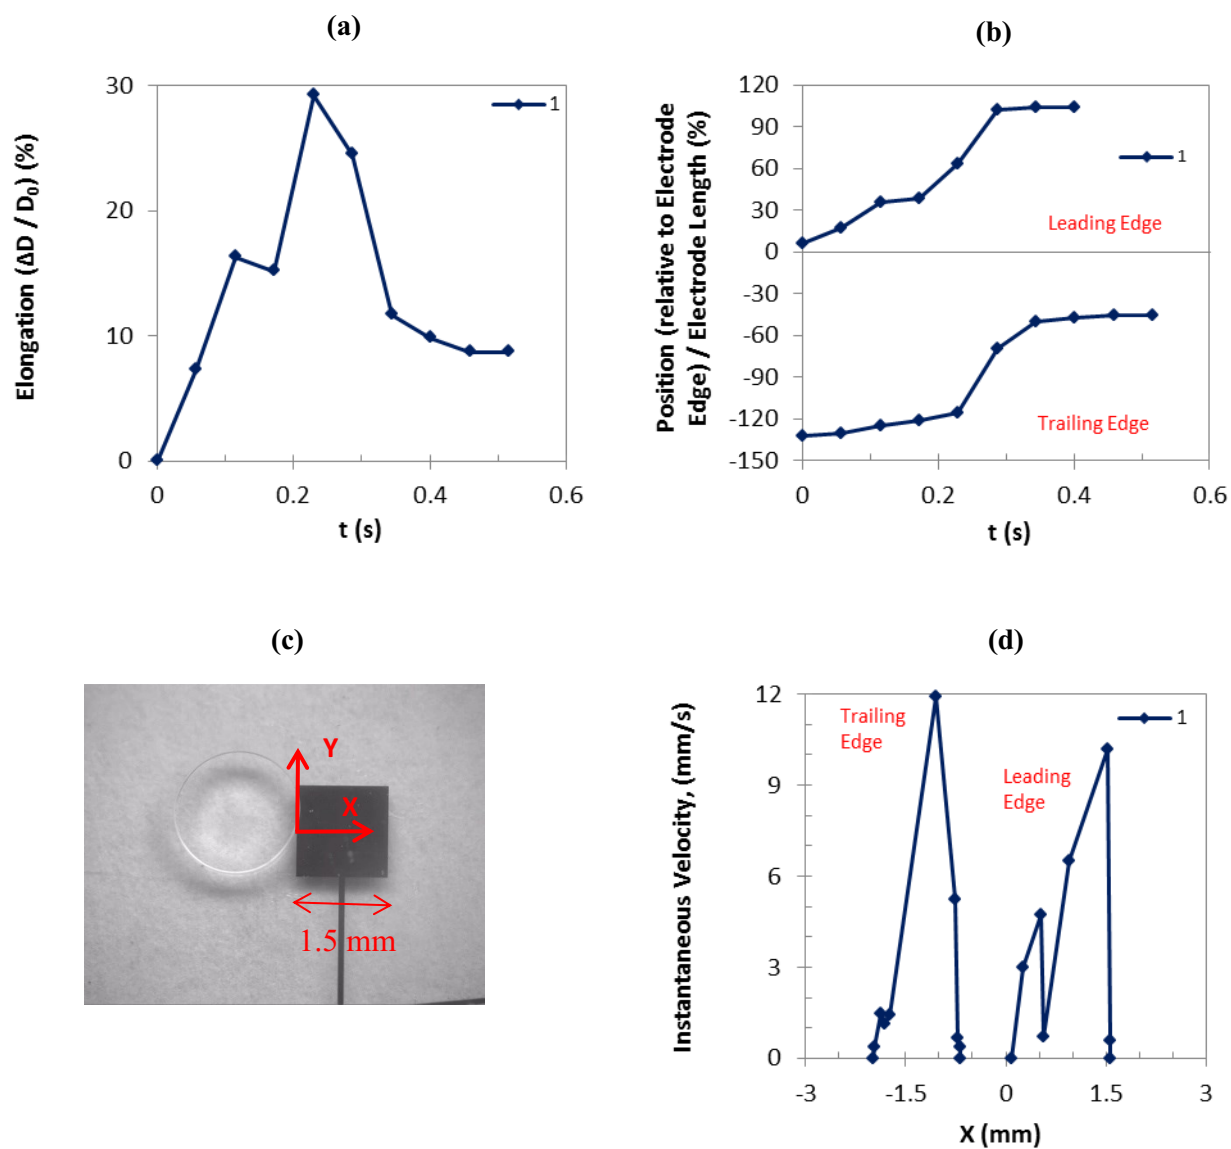 (a)
Elongation (ΔD / D₀) (%)
30
20
10
0
0
0.2
0.4
0.6
t (s)
1
(b)
Position (relative to Electrode
Edge) / Electrode Length (%)
120
90
60
30
0
-30
-60
-90
-120
-150
0
0.2
0.4
0.6
t (s)
1
Leading Edge
Trailing Edge
(c)
Y
X
1.5 mm
(d)
Instantaneous Velocity, (mm/s)
12
9
6
3
0
-3
-1.5
0
1.5
3
X (mm)
Trailing
Edge
Leading
Edge
1